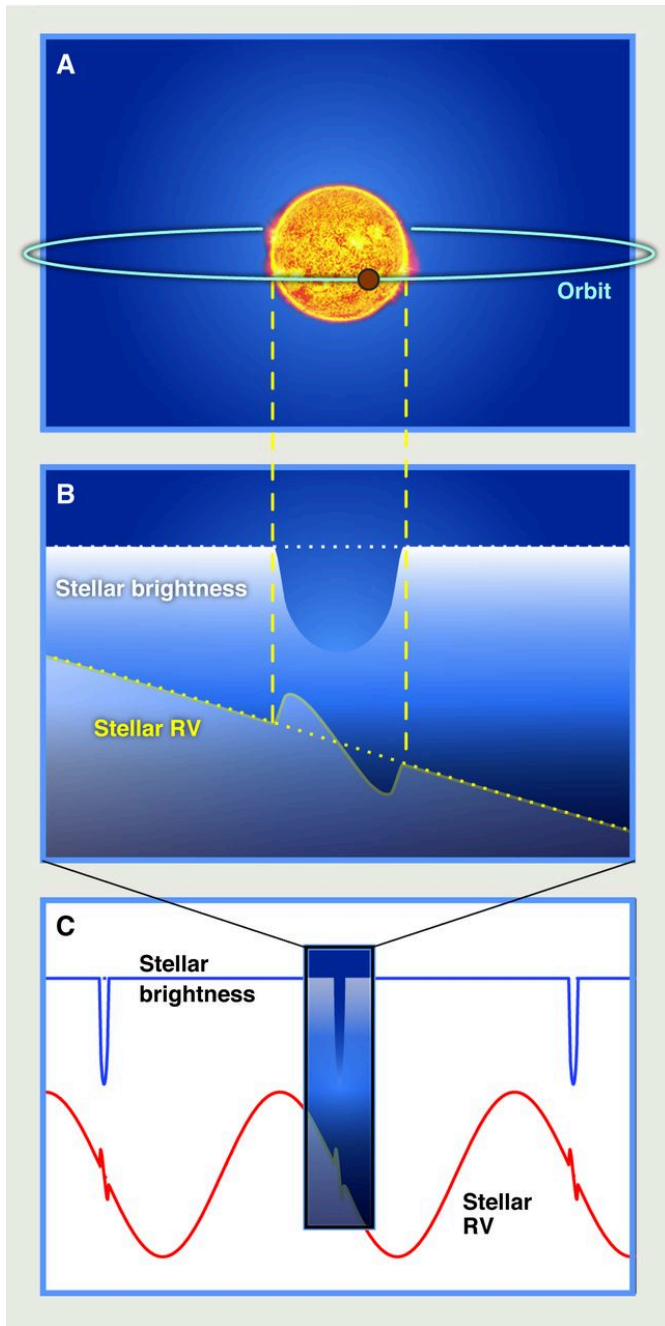 A
Orbit
B
Stellar brightness
Stellar RV
C
Stellar
brightness
Stellar
RV